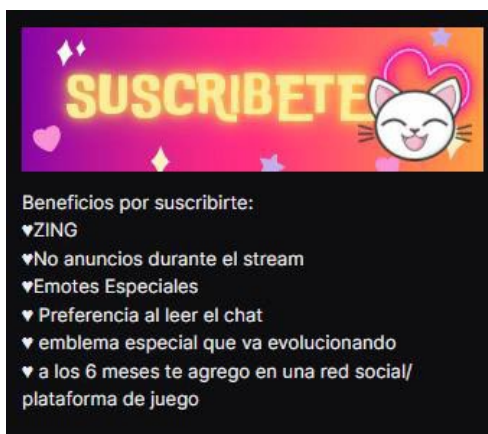 SUSCRIBETE
Beneficios por suscribirte:
♥ZING
♥No anuncios durante el stream
♥Emotes Especiales
♥ Preferencia al leer el chat
♥ emblema especial que va evolucionando
♥ a los 6 meses te agrego en una red social/
plataforma de juego